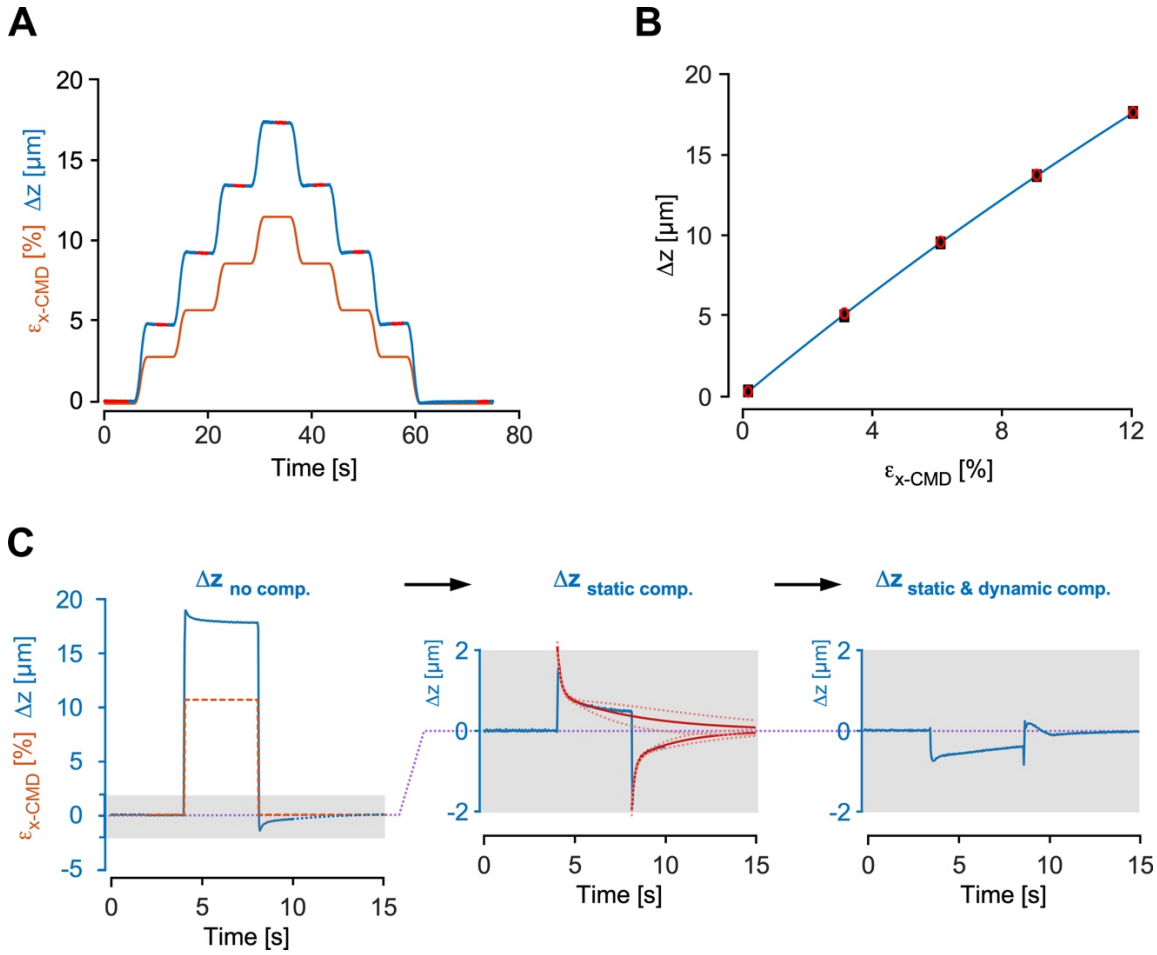 A
20
15
10
5
0
εx-CMD [%] Δz [µm]
0 20 40 60 80
Time [s]
B
20
15
10
5
0
Δz [µm]
0 4 8 12
εx-CMD [%]
C
Δz no comp.
Δz static comp.
Δz static & dynamic comp.
20
15
10
5
0
-5
εx-CMD [%] Δz [µm]
0 5 10 15
Time [s]
2
0
-2
Δz [µm]
0 5 10 15
Time [s]
2
0
-2
Δz [µm]
0 5 10 15
Time [s]